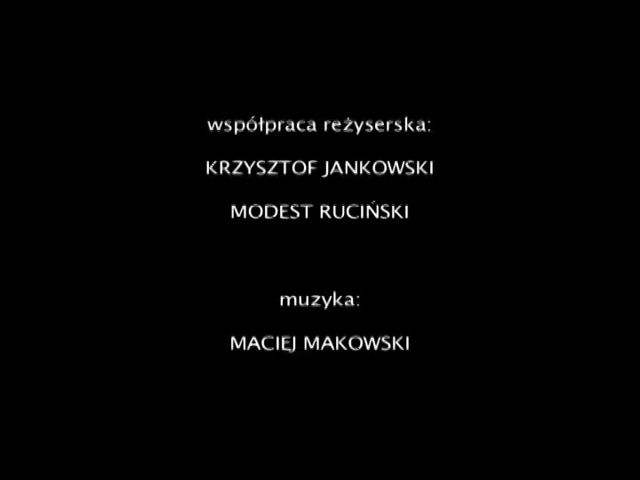 współpraca reżyserska:
KRZYSZTOF JANKOWSKI
MODEST RUCIŃSKI
muzyka:
MACIEJ MAKOWSKI